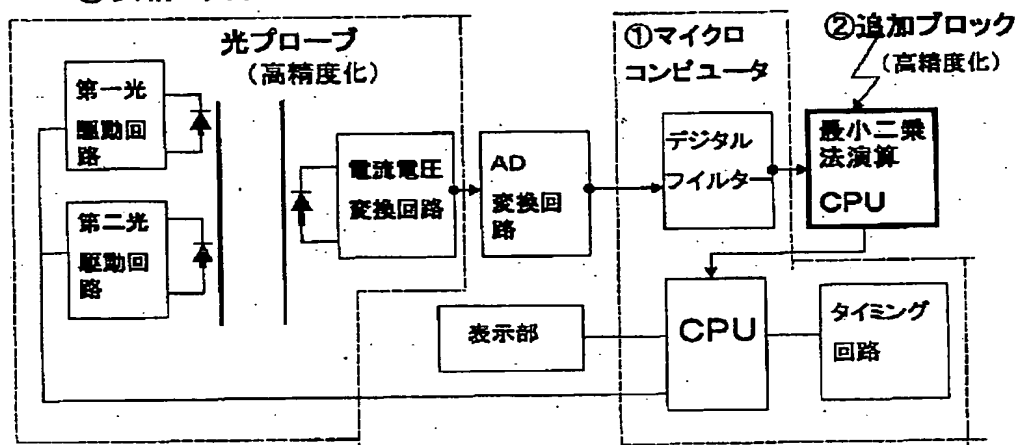 光プローブ
（高精度化）
①マイクロ
コンピュータ
②追加ブロック
（高精度化）
第一光
駆動回
路
第二光
駆動回
路
電流電圧
変換回路
AD
変換回
路
デジタル
フィルター
最小二乗
法演算
CPU
表示部
CPU
タイミング
回路